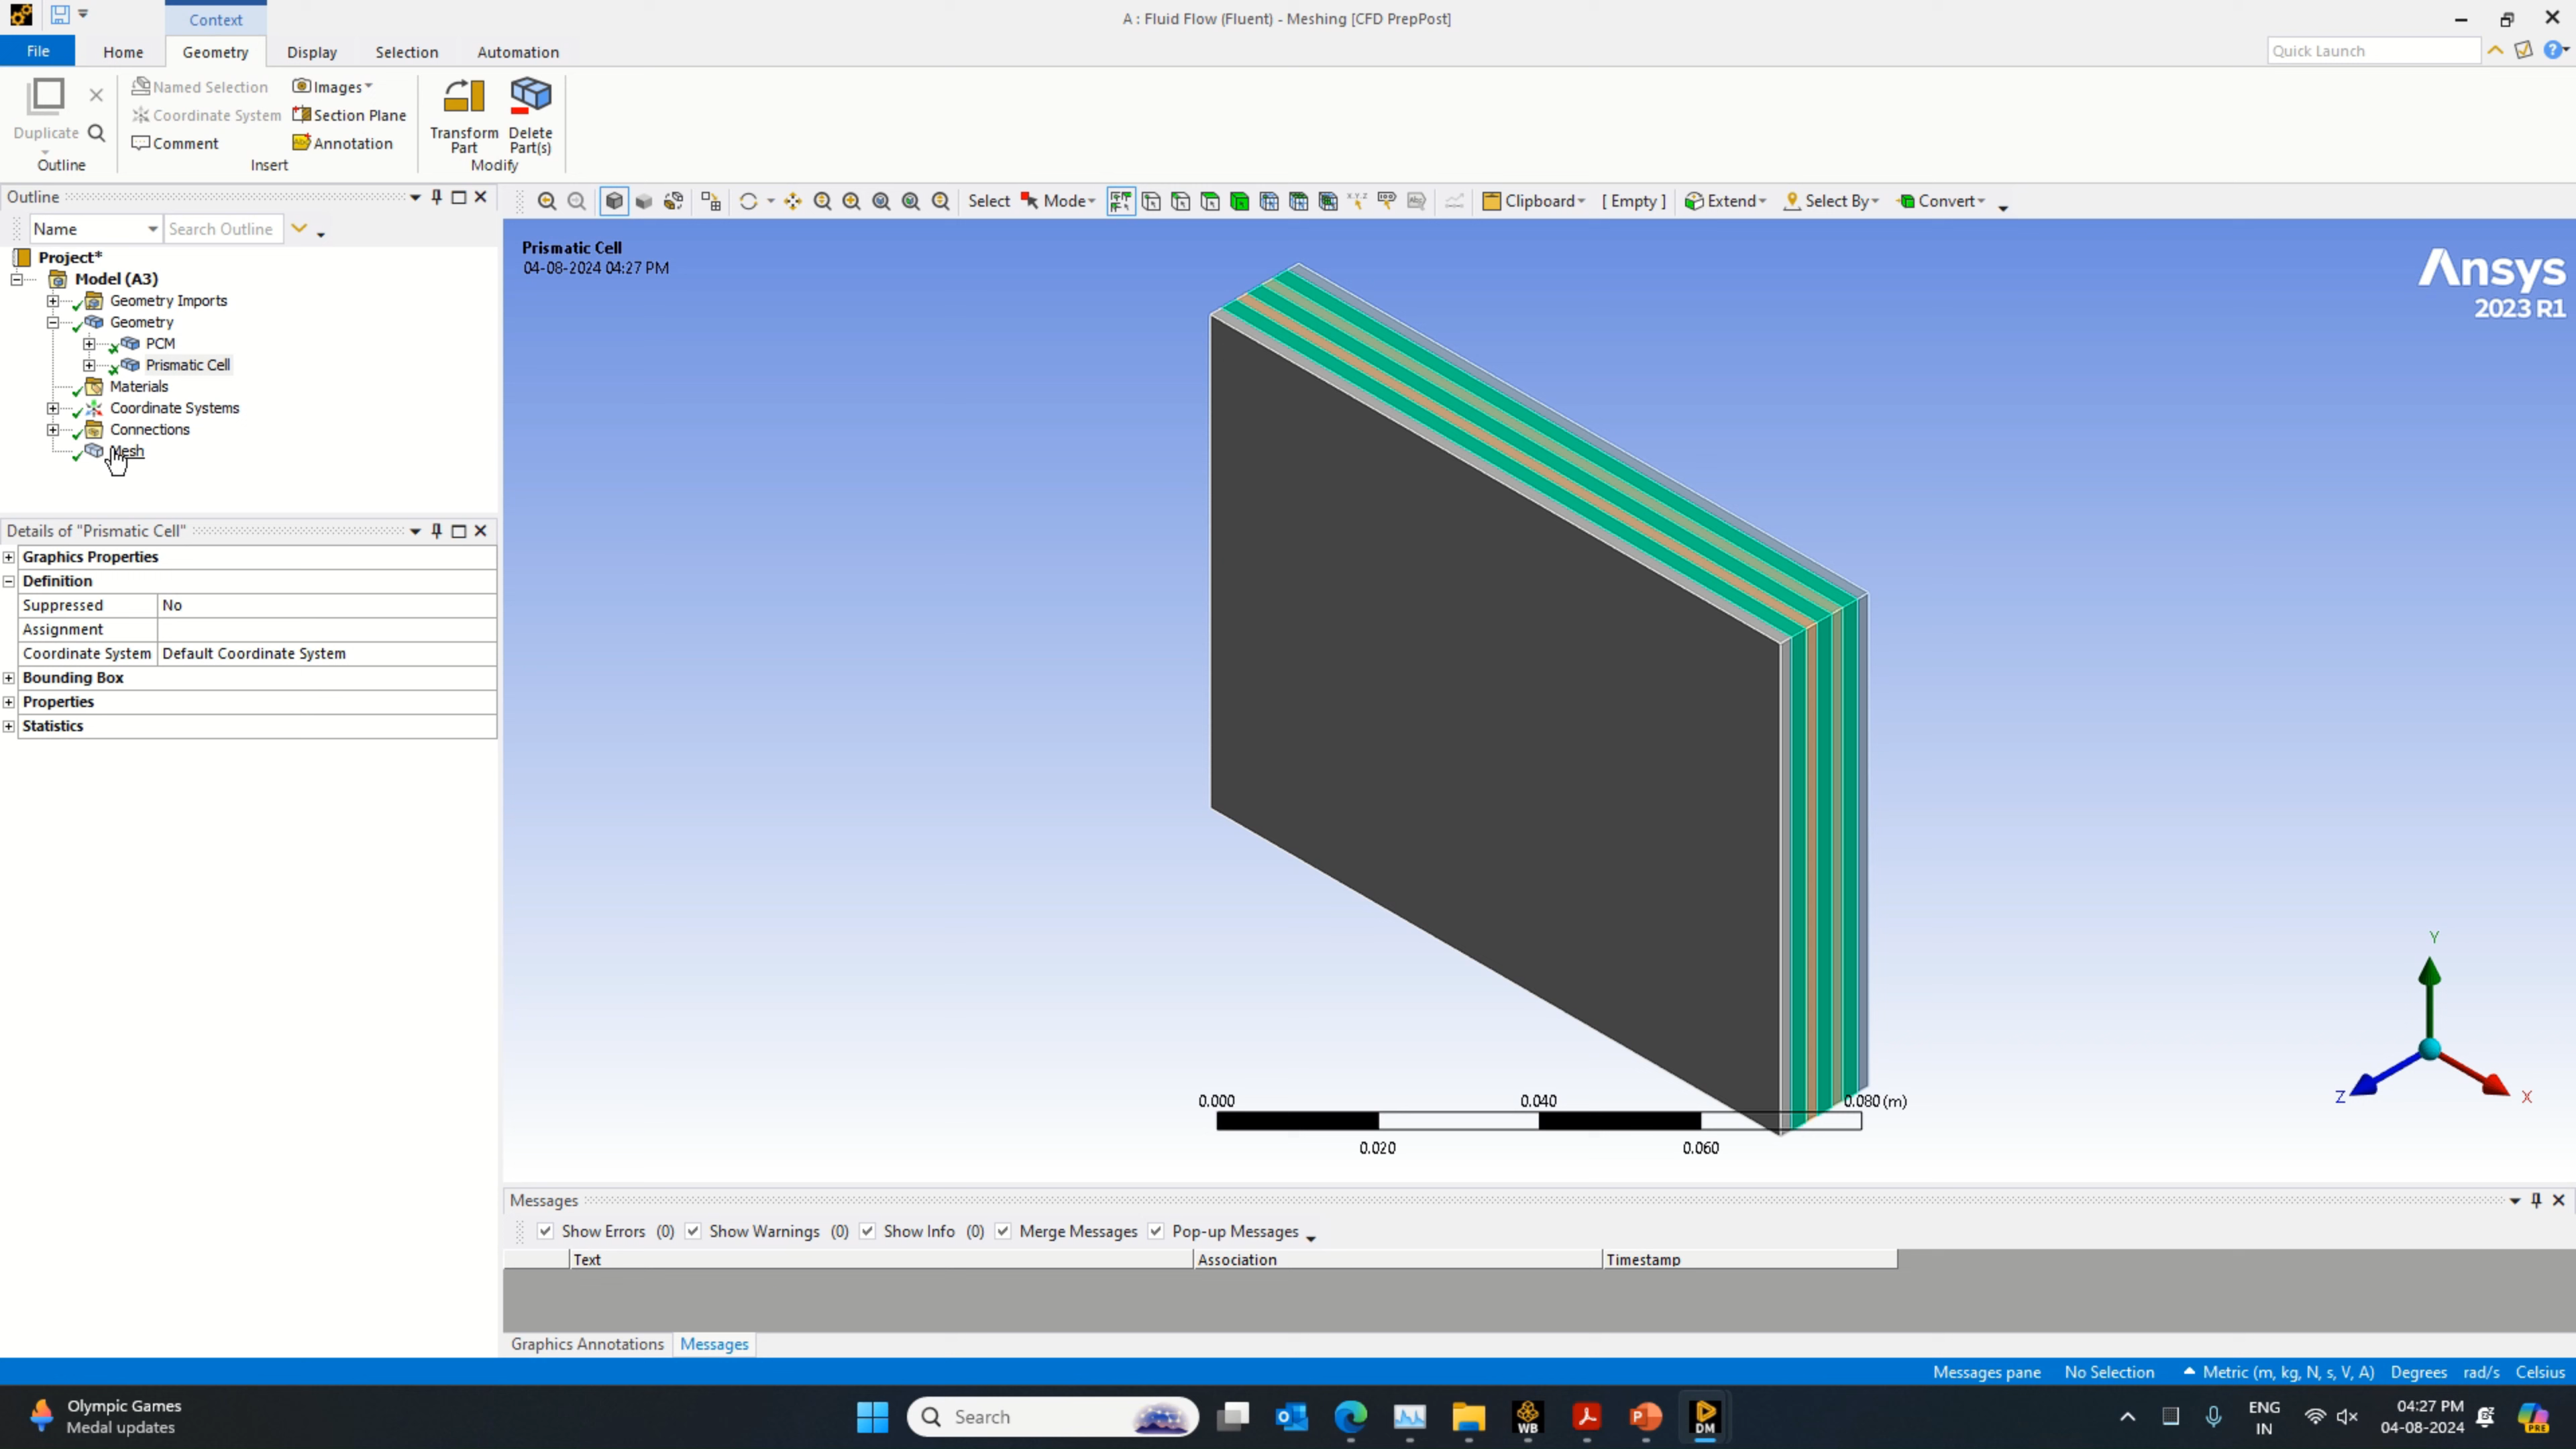 Context
A : Fluid Flow (Fluent) - Meshing [CFD PrepPost]
File
Home
Geometry
Display
Selection
Automation
Quick Launch
Duplicate
Outline
Named Selection
Coordinate System
Comment
Images
Section Plane
Annotation
Insert
Transform
Part
Delete
Part(s)
Modify
Outline
Name
Search Outline
Select
Mode
Clipboard
[ Empty ]
Extend
Select By
Convert
Project*
Model (A3)
Geometry Imports
Geometry
PCM
Prismatic Cell
Materials
Coordinate Systems
Connections
Mesh
Details of "Prismatic Cell"
Graphics Properties
Definition
Suppressed No
Assignment
Coordinate System Default Coordinate System
Bounding Box
Properties
Statistics
Prismatic Cell
04-08-2024 04:27 PM
Ansys
2023 R1
Y
Z
X
0.000 0.040 0.080 (m)
0.020 0.060
Messages
Show Errors (0) Show Warnings (0) Show Info (0) Merge Messages Pop-up Messages
Text Association Timestamp
Graphics Annotations Messages
Messages pane No Selection Metric (m, kg, N, s, V, A) Degrees rad/s Celsius
Olympic Games
Medal updates
Search
WB
P
DM
ENG
IN
04:27 PM
04-08-2024
PRE